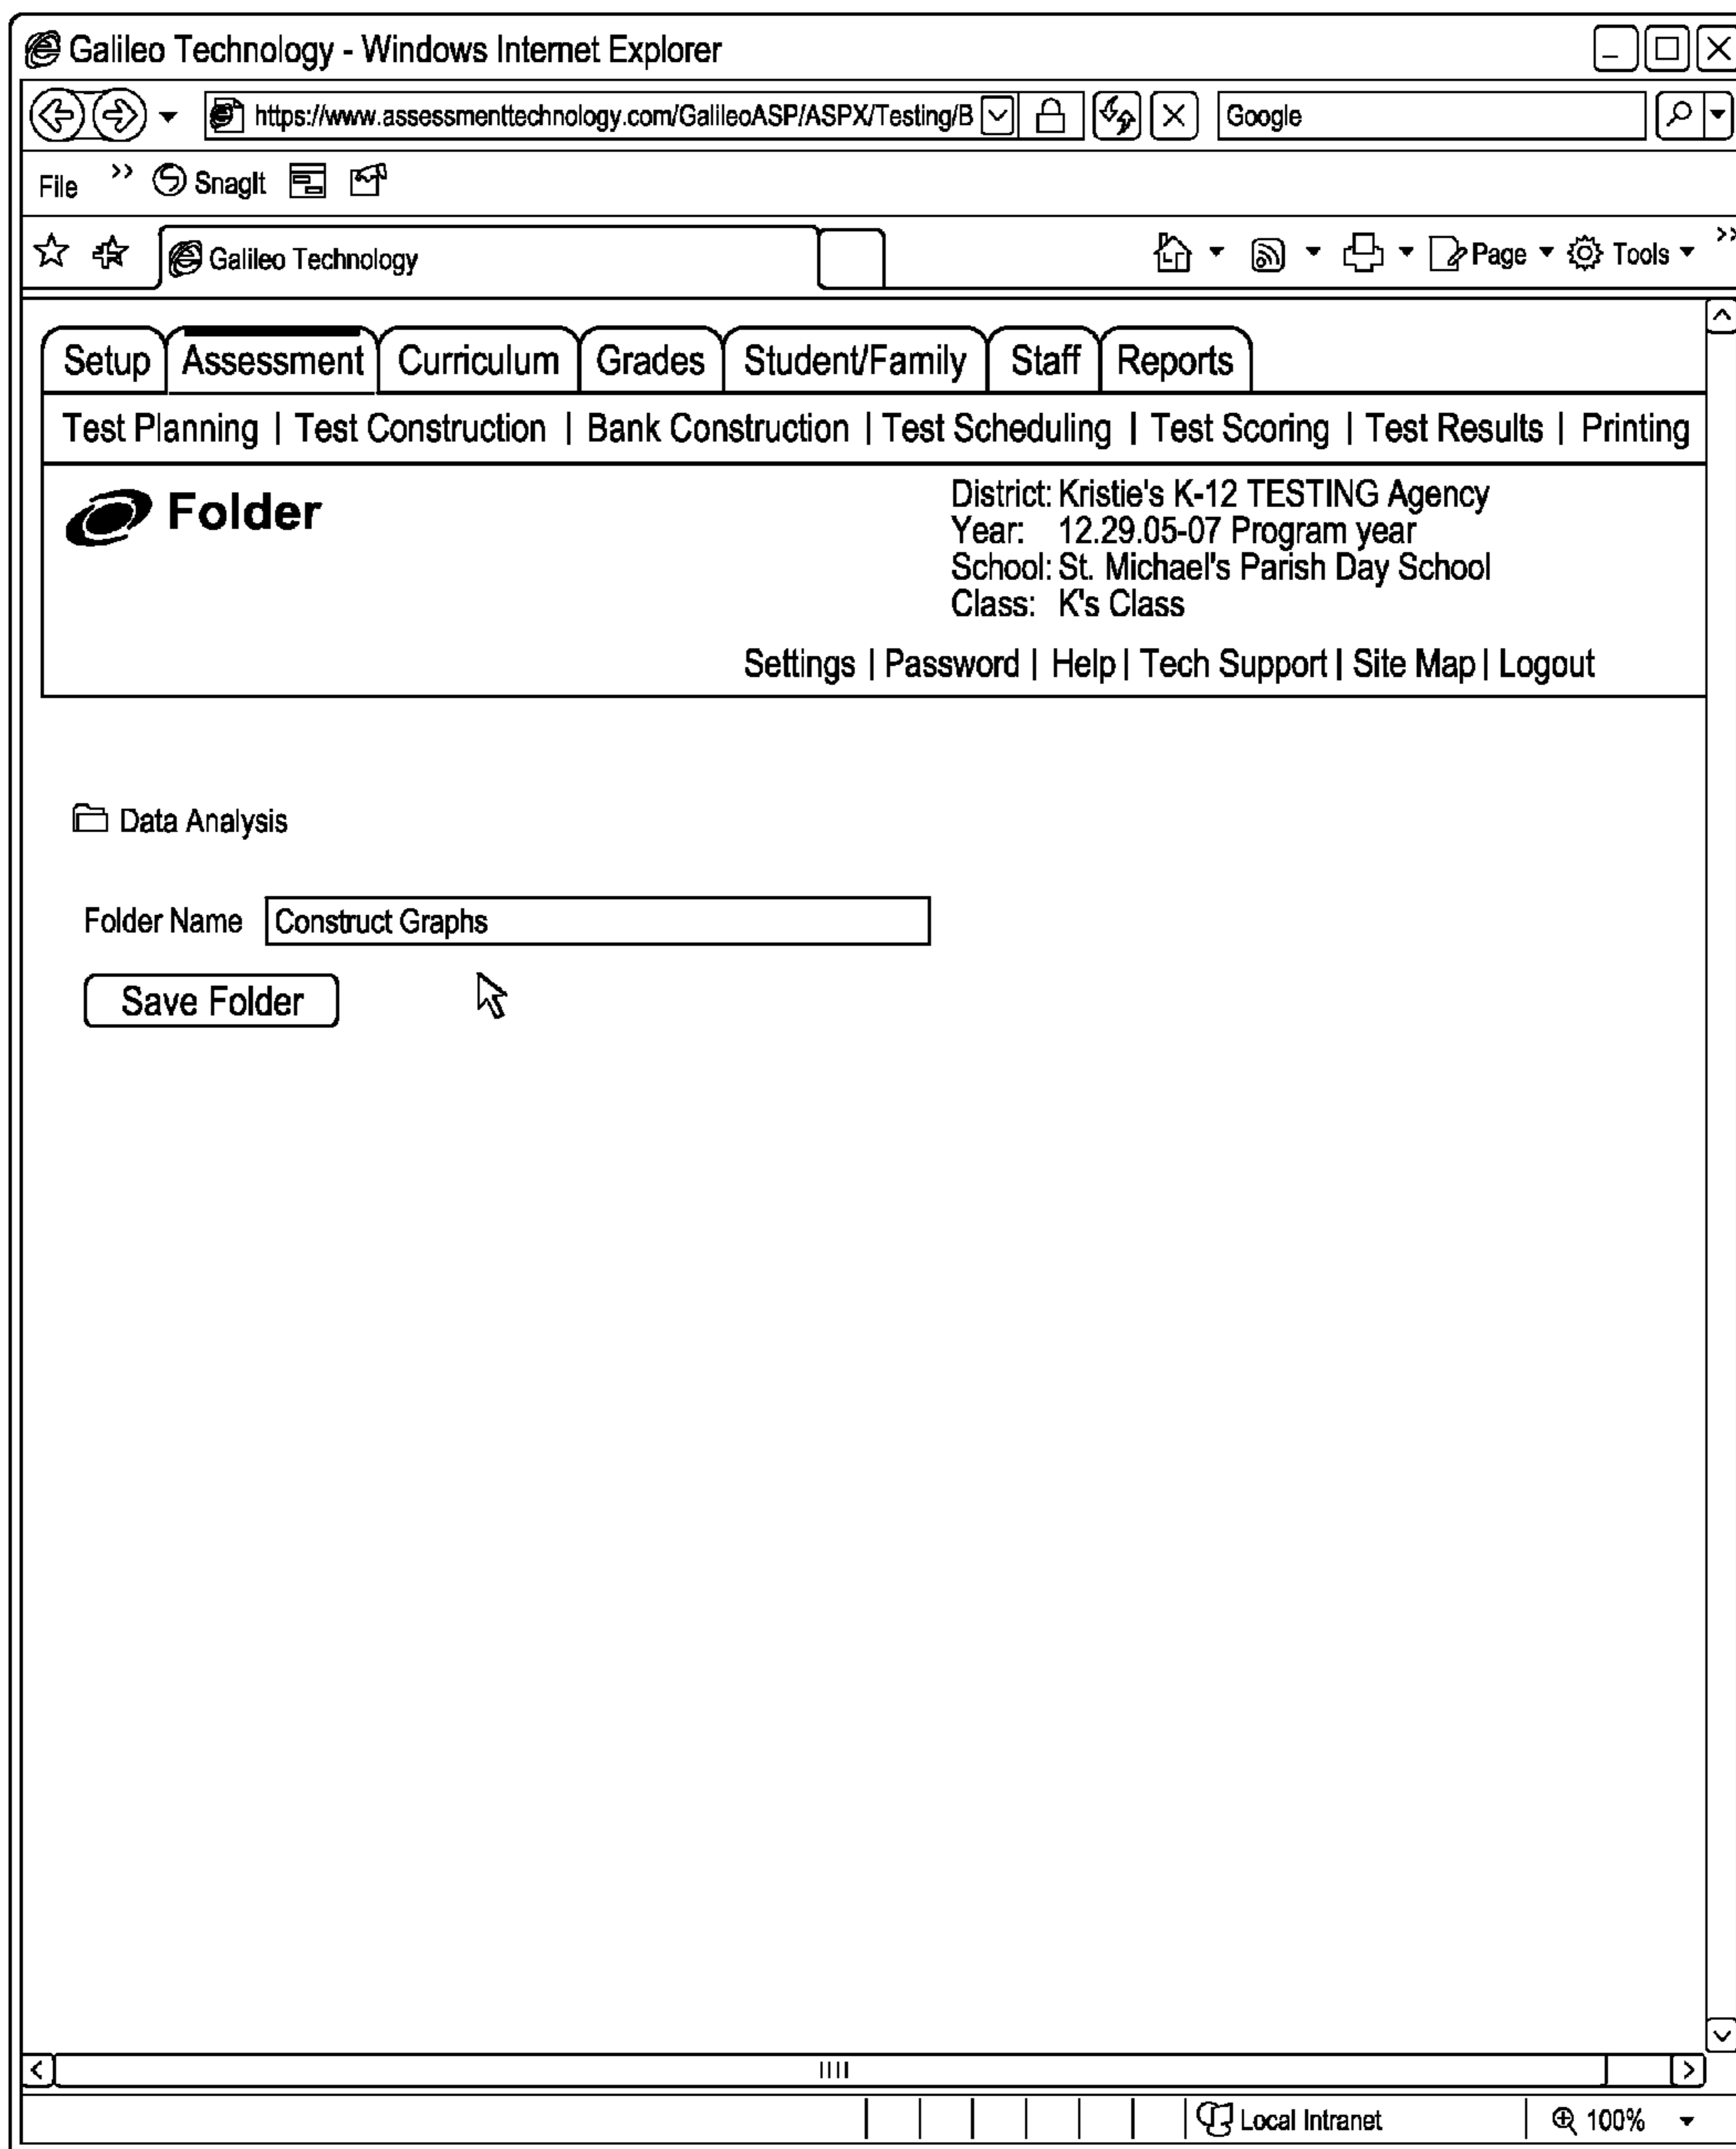 Galileo Technology - Windows Internet Explorer
https://www.assessmenttechnology.com/GalileoASP/ASPX/Testing/B
Google
File >> SnagIt
Galileo Technology
Page Tools >>
Setup Assessment Curriculum Grades Student/Family Staff Reports
Test Planning | Test Construction | Bank Construction | Test Scheduling | Test Scoring | Test Results | Printing
Folder
District: Kristie's K-12 TESTING Agency
Year: 12.29.05-07 Program year
School: St. Michael's Parish Day School
Class: K's Class
Settings | Password | Help | Tech Support | Site Map | Logout
Data Analysis
Folder Name Construct Graphs
Save Folder
Local Intranet 100%